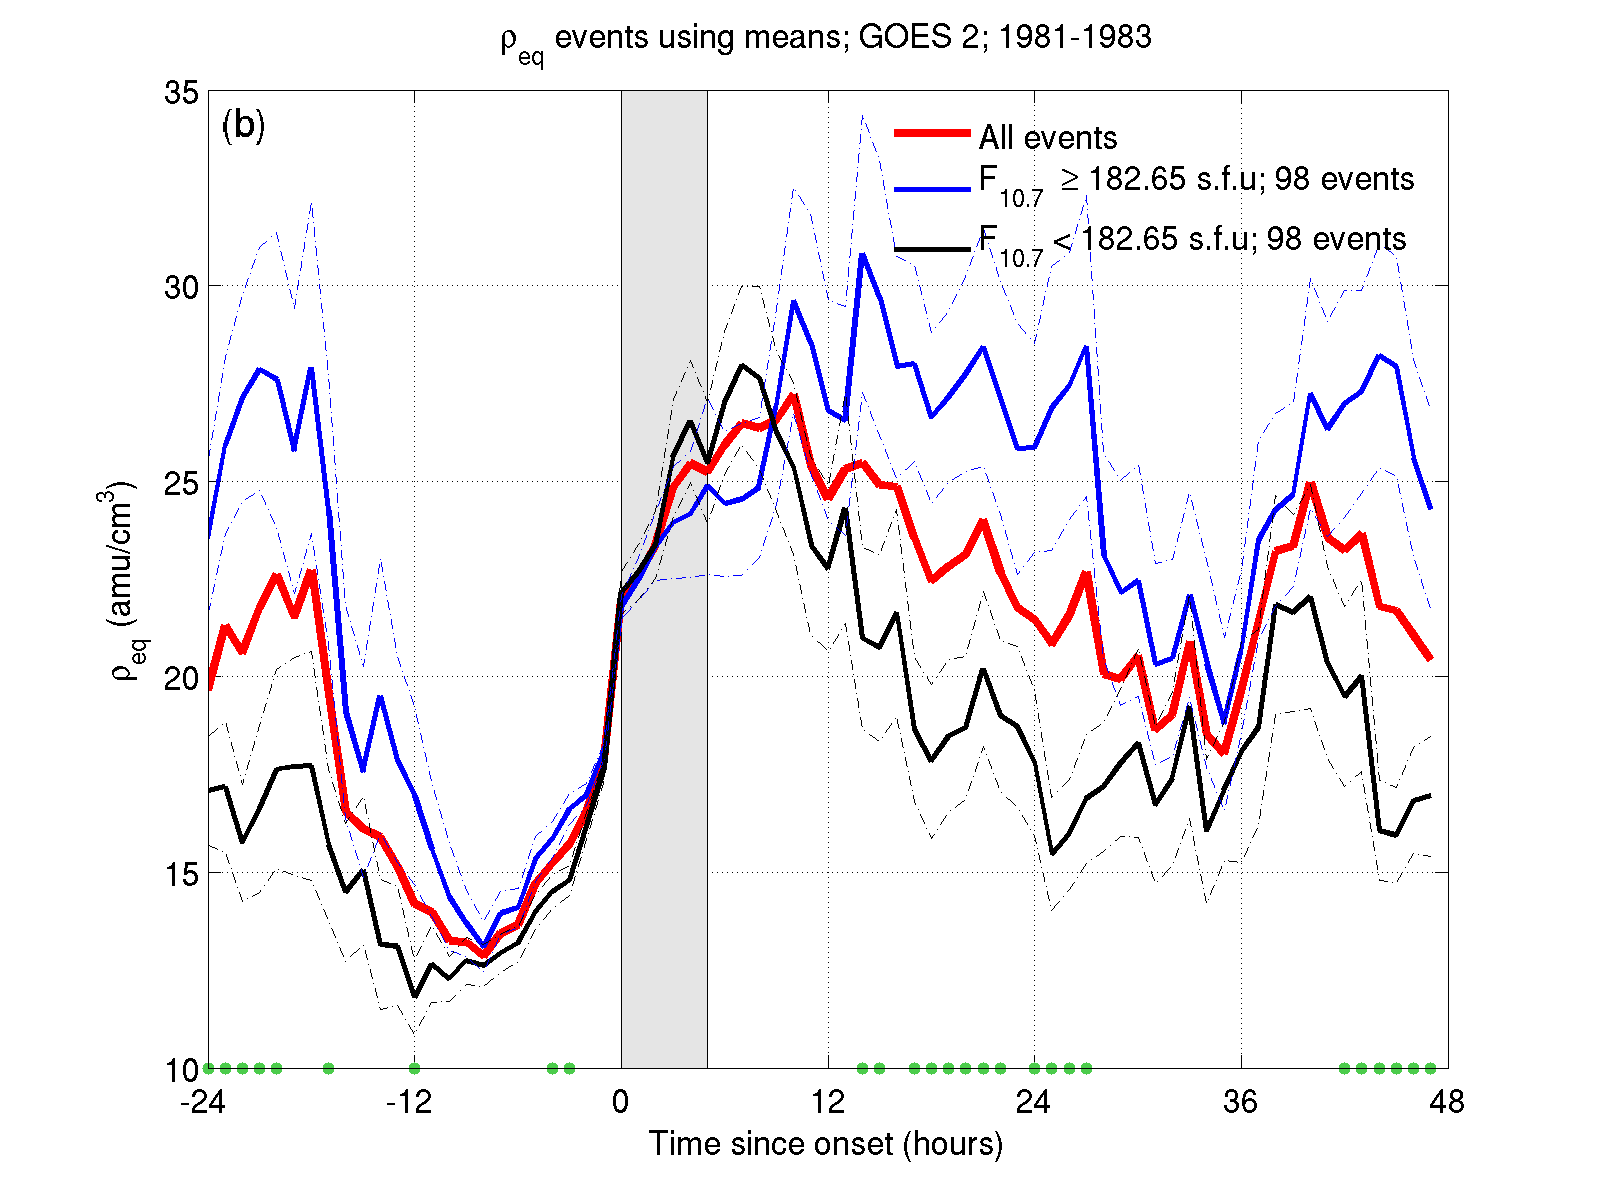 ρeq events using means; GOES 2; 1981-1983
(b)
All events
F10.7 ≥ 182.65 s.f.u; 98 events
F10.7 < 182.65 s.f.u; 98 events
35
30
25
20
15
10
ρeq (amu/cm3)
-24 -12 0 12 24 36 48
Time since onset (hours)